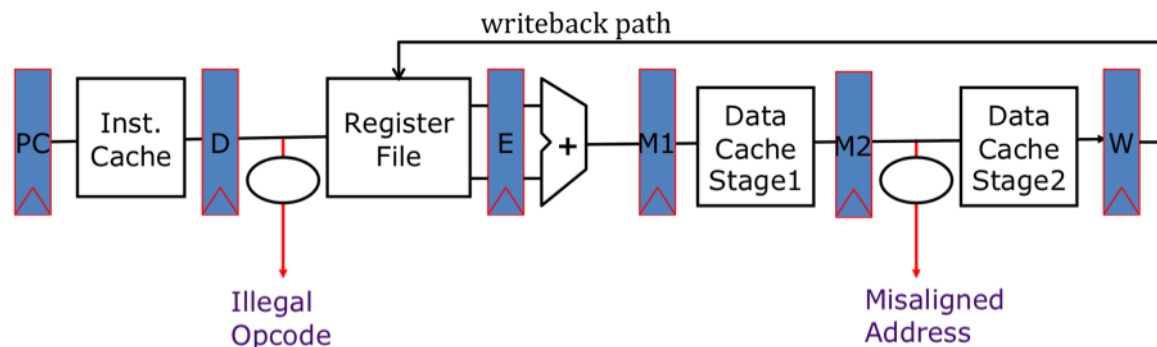 writeback path
PC
Inst.
Cache
D
Register
File
E
+
M1
Data
Cache
Stage1
M2
Data
Cache
Stage2
W
Illegal
Opcode
Misaligned
Address